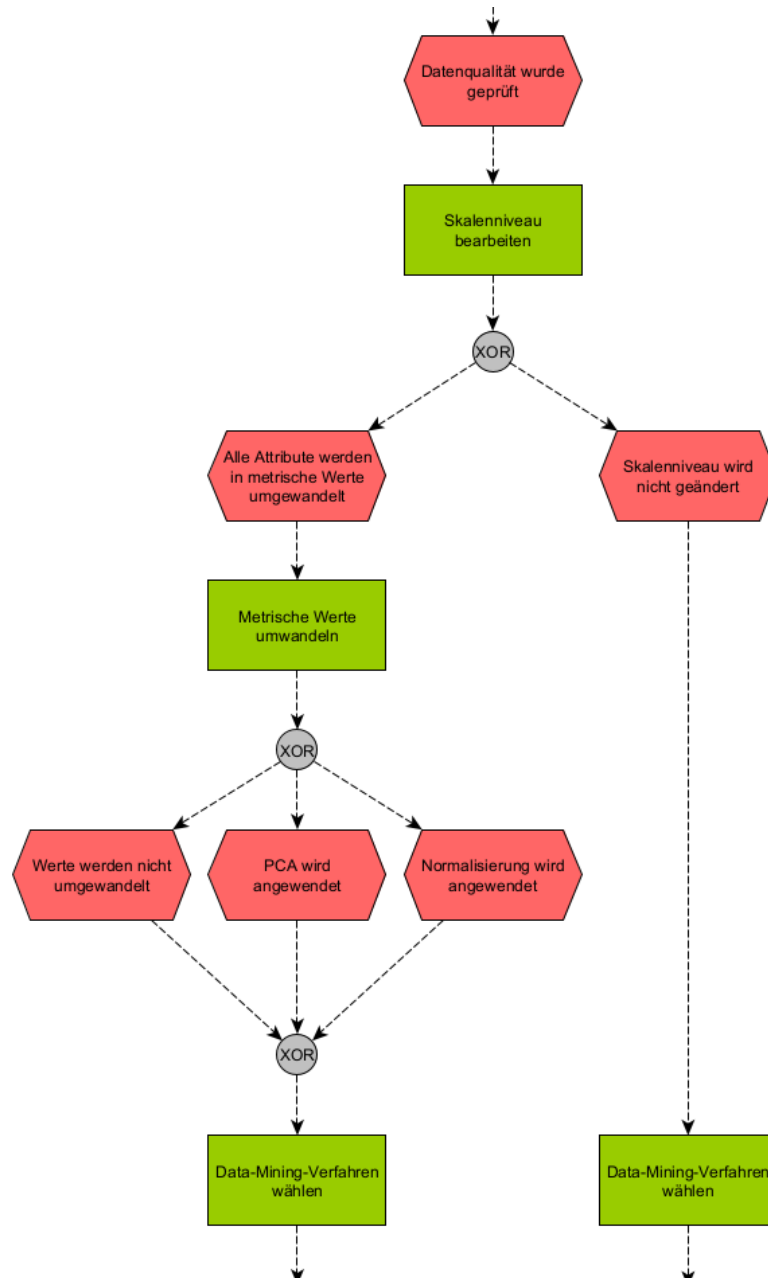 Datenqualität wurde
geprüft
Skalenniveau
bearbeiten
XOR
Alle Attribute werden
in metrische Werte
umgewandelt
Skalenniveau wird
nicht geändert
Metrische Werte
umwandeln
XOR
Werte werden nicht
umgewandelt
PCA wird
angewendet
Normalisierung wird
angewendet
XOR
Data-Mining-Verfahren
wählen
Data-Mining-Verfahren
wählen